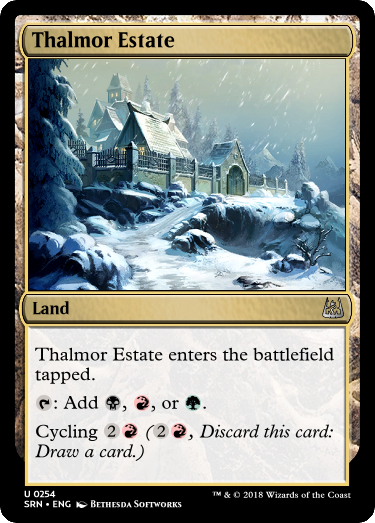 Thalmor Estate
Land
Thalmor Estate enters the battlefield
tapped.
: Add , , or .
Cycling 2 (2 , Discard this card:
Draw a card.)
U 0254
SRN • ENG Bethesda Softworks
™ & © 2018 Wizards of the Coast